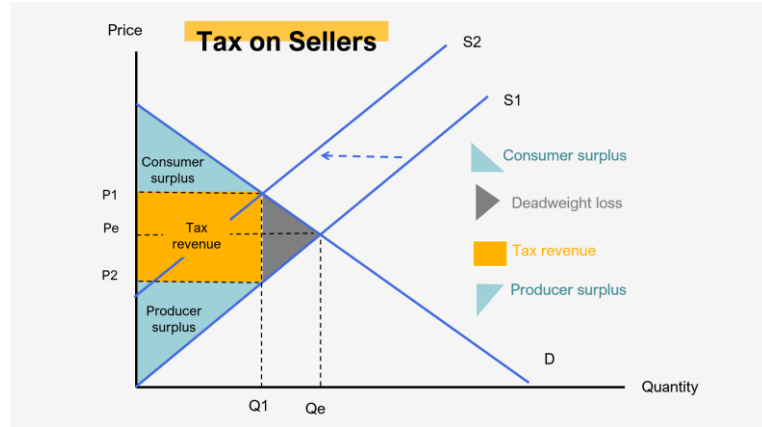 Price
Tax on Sellers
S2
S1
Consumer
surplus
Consumer surplus
P1
Deadweight loss
Pe
Tax
revenue
Tax revenue
P2
Producer surplus
Producer
surplus
D
Quantity
Q1
Qe